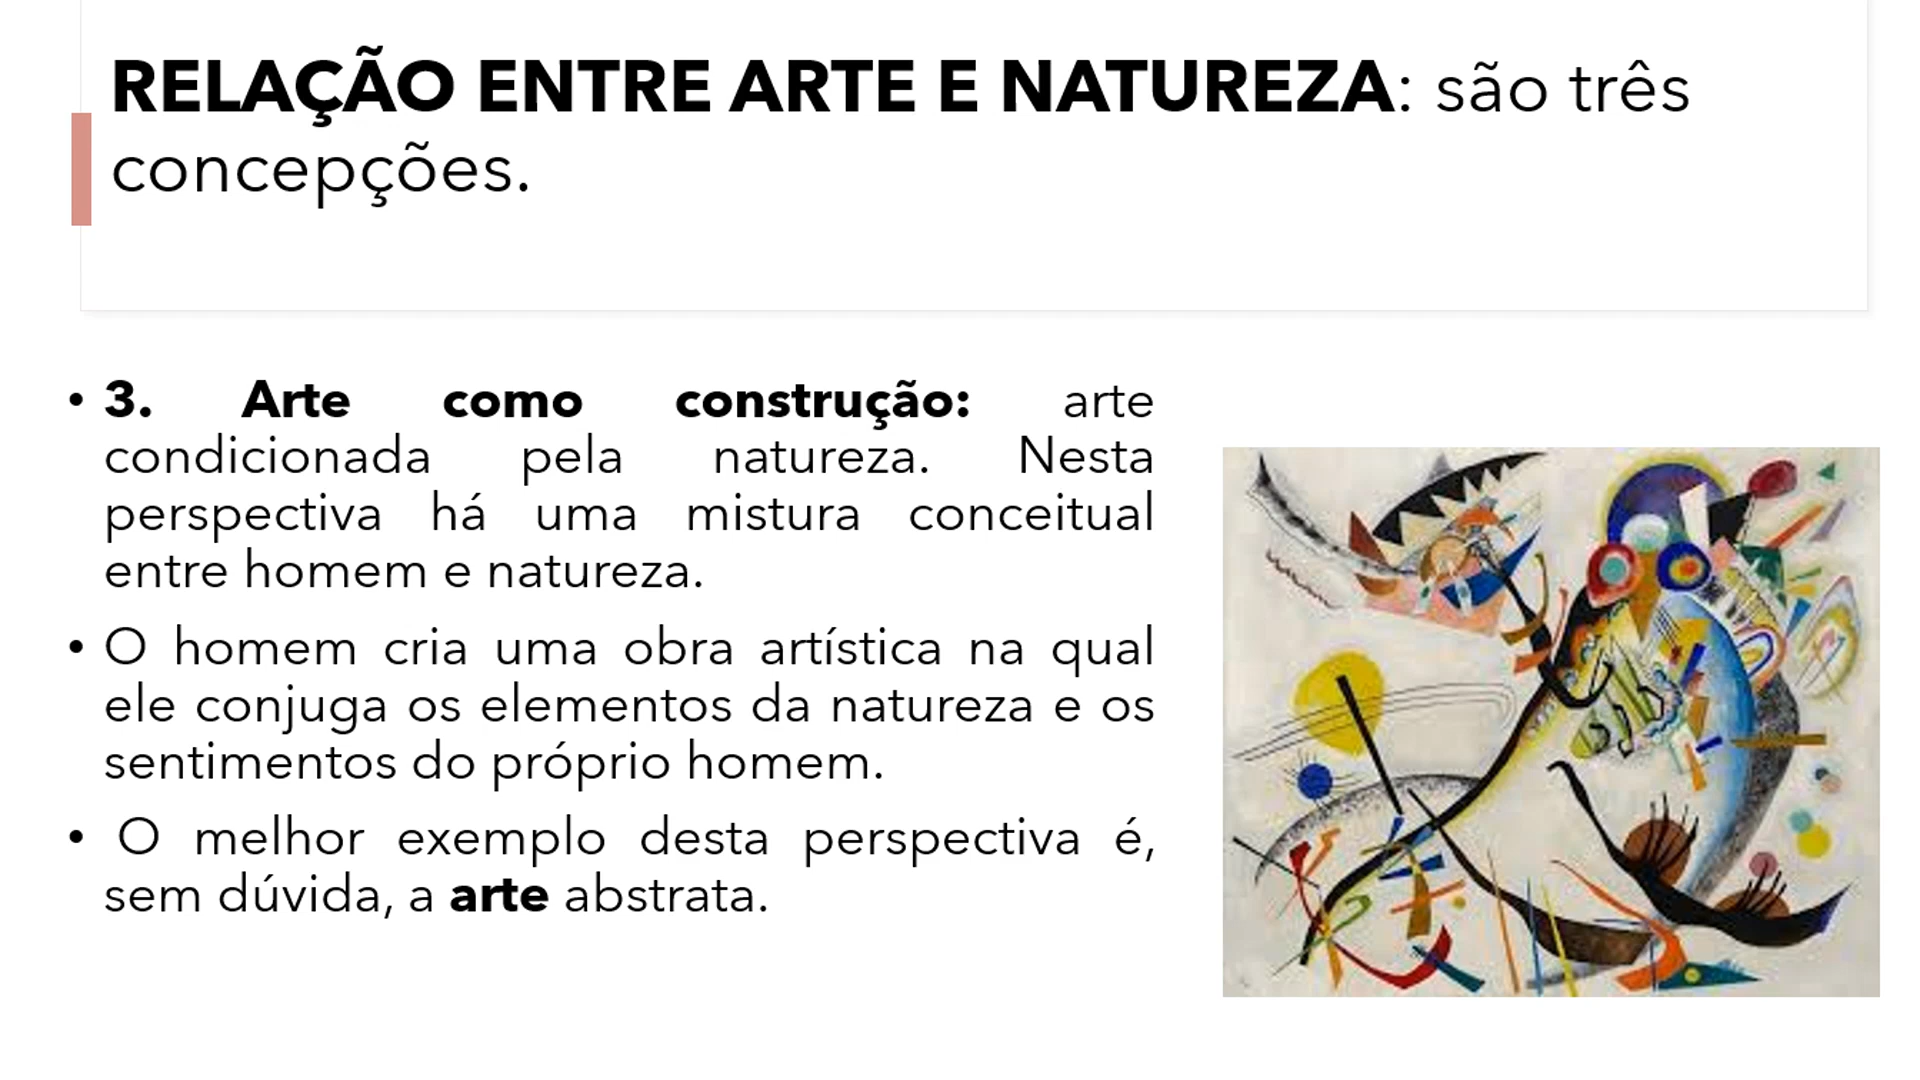 RELAÇÃO ENTRE ARTE E NATUREZA: são três
concepções.
• 3. Arte como construção: arte
condicionada pela natureza. Nesta
perspectiva há uma mistura conceitual
entre homem e natureza.
• O homem cria uma obra artística na qual
ele conjuga os elementos da natureza e os
sentimentos do próprio homem.
• O melhor exemplo desta perspectiva é,
sem dúvida, a arte abstrata.